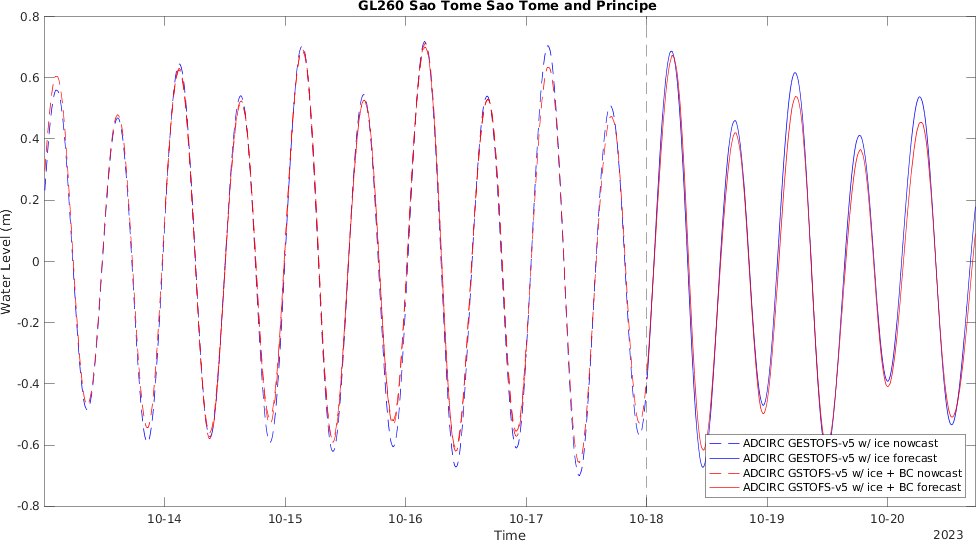 GL260 Sao Tome Sao Tome and Principe
Water Level (m)
0.8
0.6
0.4
0.2
0
-0.2
-0.4
-0.6
-0.8
10-14
10-15
10-16
10-17
10-18
10-19
10-20
Time
2023
ADCIRC GESTOFS-v5 w/ ice nowcast
ADCIRC GESTOFS-v5 w/ ice forecast
ADCIRC GSTOFS-v5 w/ ice + BC nowcast
ADCIRC GSTOFS-v5 w/ ice + BC forecast